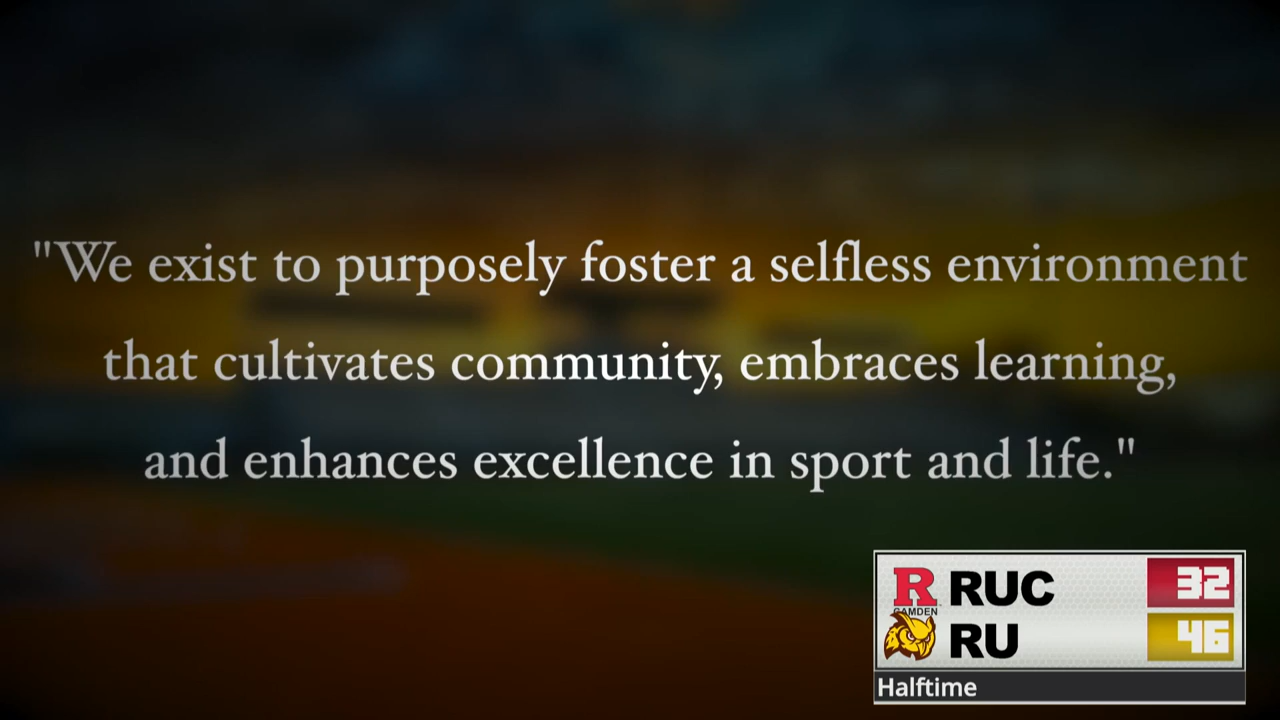 "We exist to purposely foster a selfless environment
that cultivates community, embraces learning,
and enhances excellence in sport and life."
R
CAMDEN
RUC 32
RU 46
Halftime